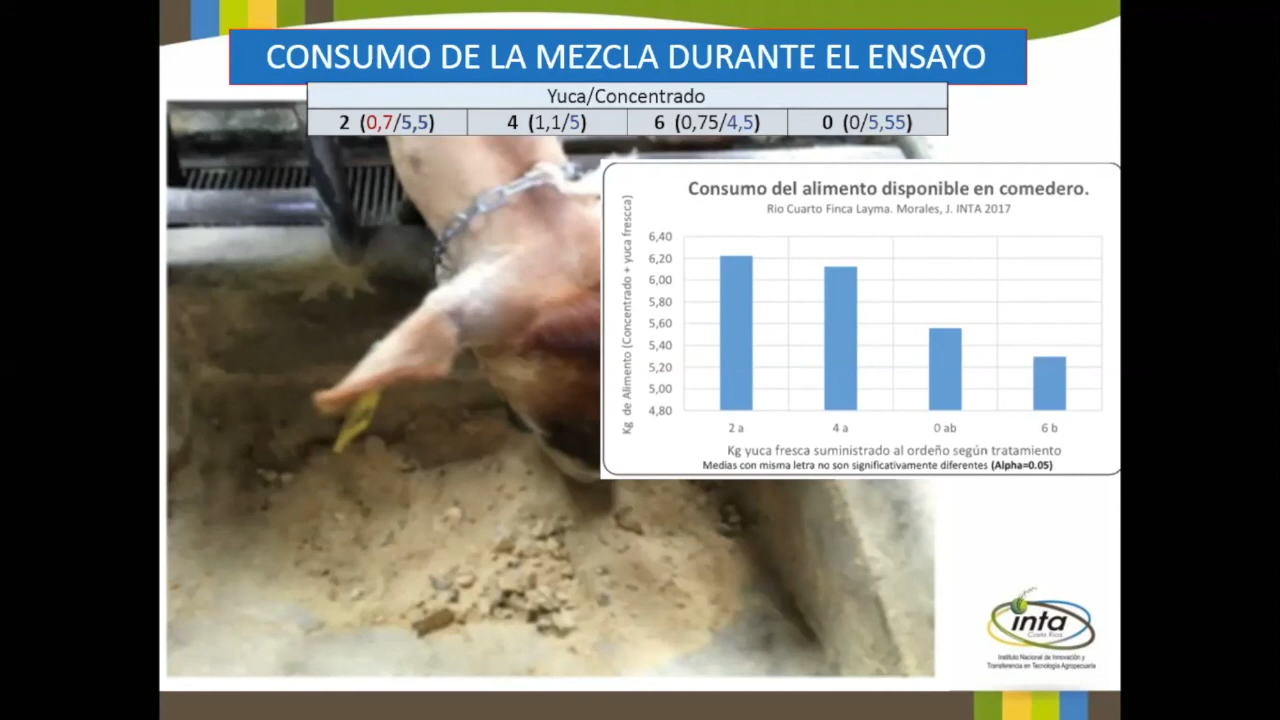 CONSUMO DE LA MEZCLA DURANTE EL ENSAYO
Yuca/Concentrado
2 (0,7/5,5) 4 (1,1/5) 6 (0,75/4,5) 0 (0/5,55)
Consumo del alimento disponible en comedero.
Rio Cuarto Finca Layma. Morales, J. INTA 2017
Kg de Alimento (Concentrado + yuca frescca)
6,40
6,20
6,00
5,80
5,60
5,40
5,20
5,00
4,80
2 a 4 a 0 ab 6 b
Kg yuca fresca suministrado al ordeño según tratamiento
Medias con misma letra no son significativamente diferentes (Alpha=0.05)
inta
Costa Rica
Instituto Nacional de Innovación y
Transferencia en Tecnología Agropecuaria